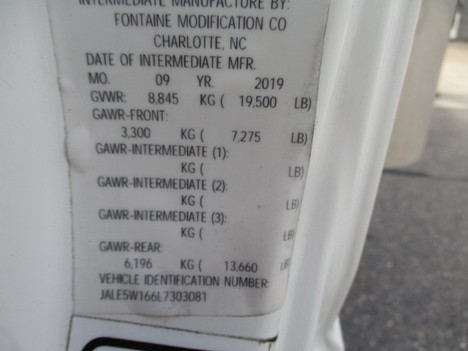 INTERMEDIATE MANUFACTURE BY:
FONTAINE MODIFICATION CO
CHARLOTTE, NC
DATE OF INTERMEDIATE MFR.
MO. 09 YR. 2019
GVWR: 8,845 KG ( 19,500 LB)
GAWR-FRONT:
3,300 KG ( 7,275 LB)
GAWR-INTERMEDIATE (1):
KG ( LB)
GAWR-INTERMEDIATE (2):
KG ( LB)
GAWR-INTERMEDIATE (3):
KG ( LB)
GAWR-REAR:
6,196 KG ( 13,660 LB)
VEHICLE IDENTIFICATION NUMBER:
JALE5W166L7303081